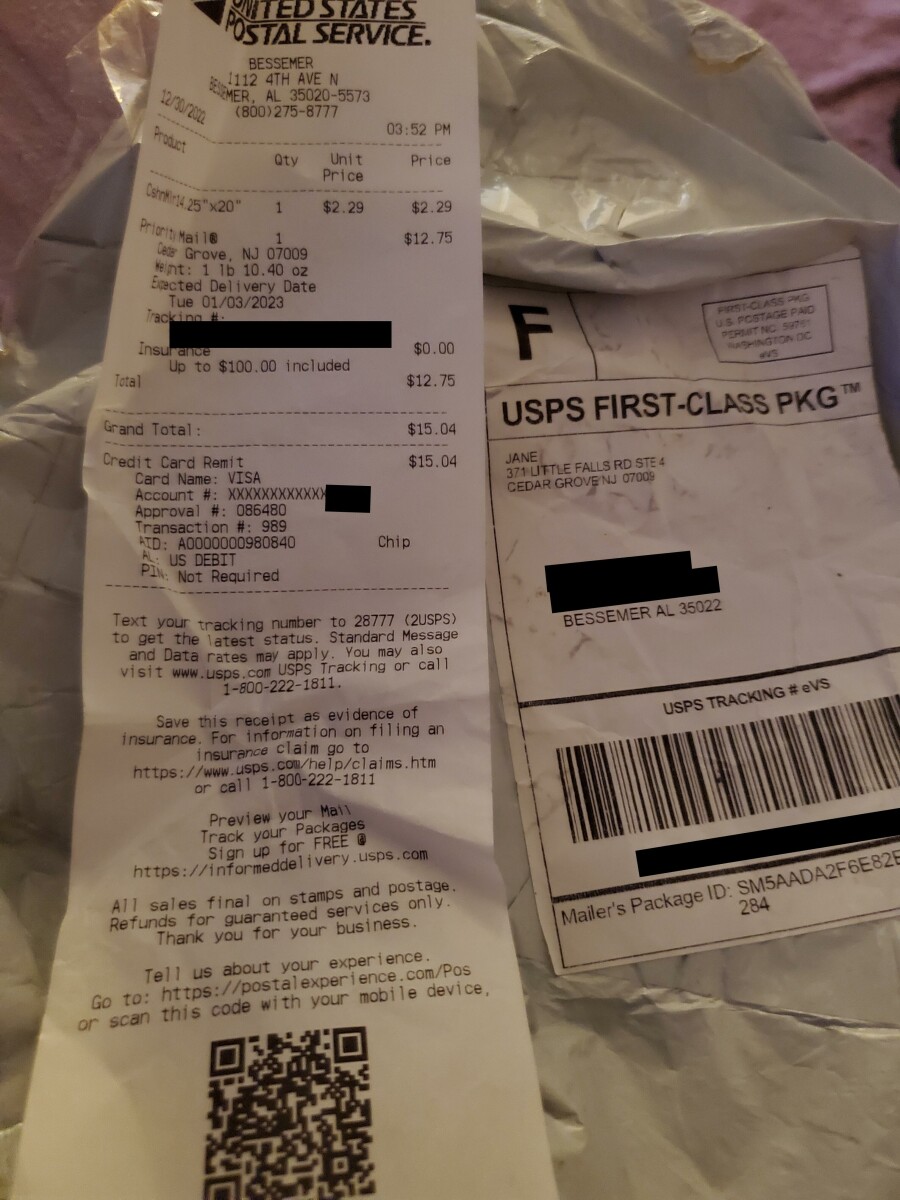 UNITED STATES
POSTAL SERVICE.
BESSEMER
1112 4TH AVE N
BESSEMER, AL 35020-5573
(800)275-8777
12/30/2022 03:52 PM
Product Qty Unit Price
Price
CshnMlr14.25"x20" 1 $2.29 $2.29
Priority Mail® 1 $12.75
Cedar Grove, NJ 07009
Weight: 1 lb 10.40 oz
Expected Delivery Date
Tue 01/03/2023
Tracking #:
Insurance $0.00
Up to $100.00 included
Total $12.75
Grand Total: $15.04
Credit Card Remit $15.04
Card Name: VISA
Account #: XXXXXXXXXXXX
Approval #: 086480
Transaction #: 989
AID: A0000000980840 Chip
AL: US DEBIT
PIN: Not Required
Text your tracking number to 28777 (2USPS)
to get the latest status. Standard Message
and Data rates may apply. You may also
visit www.usps.com USPS Tracking or call
1-800-222-1811.
Save this receipt as evidence of
insurance. For information on filing an
insurance claim go to
https://www.usps.com/help/claims.htm
or call 1-800-222-1811
Preview your Mail
Track your Packages
Sign up for FREE @
https://informeddelivery.usps.com
All sales final on stamps and postage.
Refunds for guaranteed services only.
Thank you for your business.
Tell us about your experience.
Go to: https://postalexperience.com/Pos
or scan this code with your mobile device,
F
FIRST-CLASS PKG
U.S. POSTAGE PAID
PERMIT NO.
WASHINGTON DC
eVS
USPS FIRST-CLASS PKG™
JANE
371 LITTLE FALLS RD STE 4
CEDAR GROVE NJ 07009
BESSEMER AL 35022
USPS TRACKING # eVS
Mailer's Package ID: SM5AADA2F6E82E
284